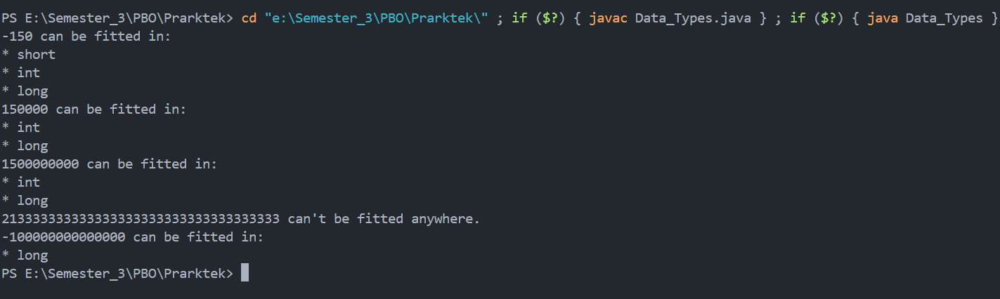 PS E:\Semester_3\PBO\Prarktek> cd "e:\Semester_3\PBO\Prarktek\" ; if ($?) { javac Data_Types.java } ; if ($?) { java Data_Types }
-150 can be fitted in:
* short
* int
* long
150000 can be fitted in:
* int
* long
1500000000 can be fitted in:
* int
* long
213333333333333333333333333333333333 can't be fitted anywhere.
-100000000000000 can be fitted in:
* long
PS E:\Semester_3\PBO\Prarktek>